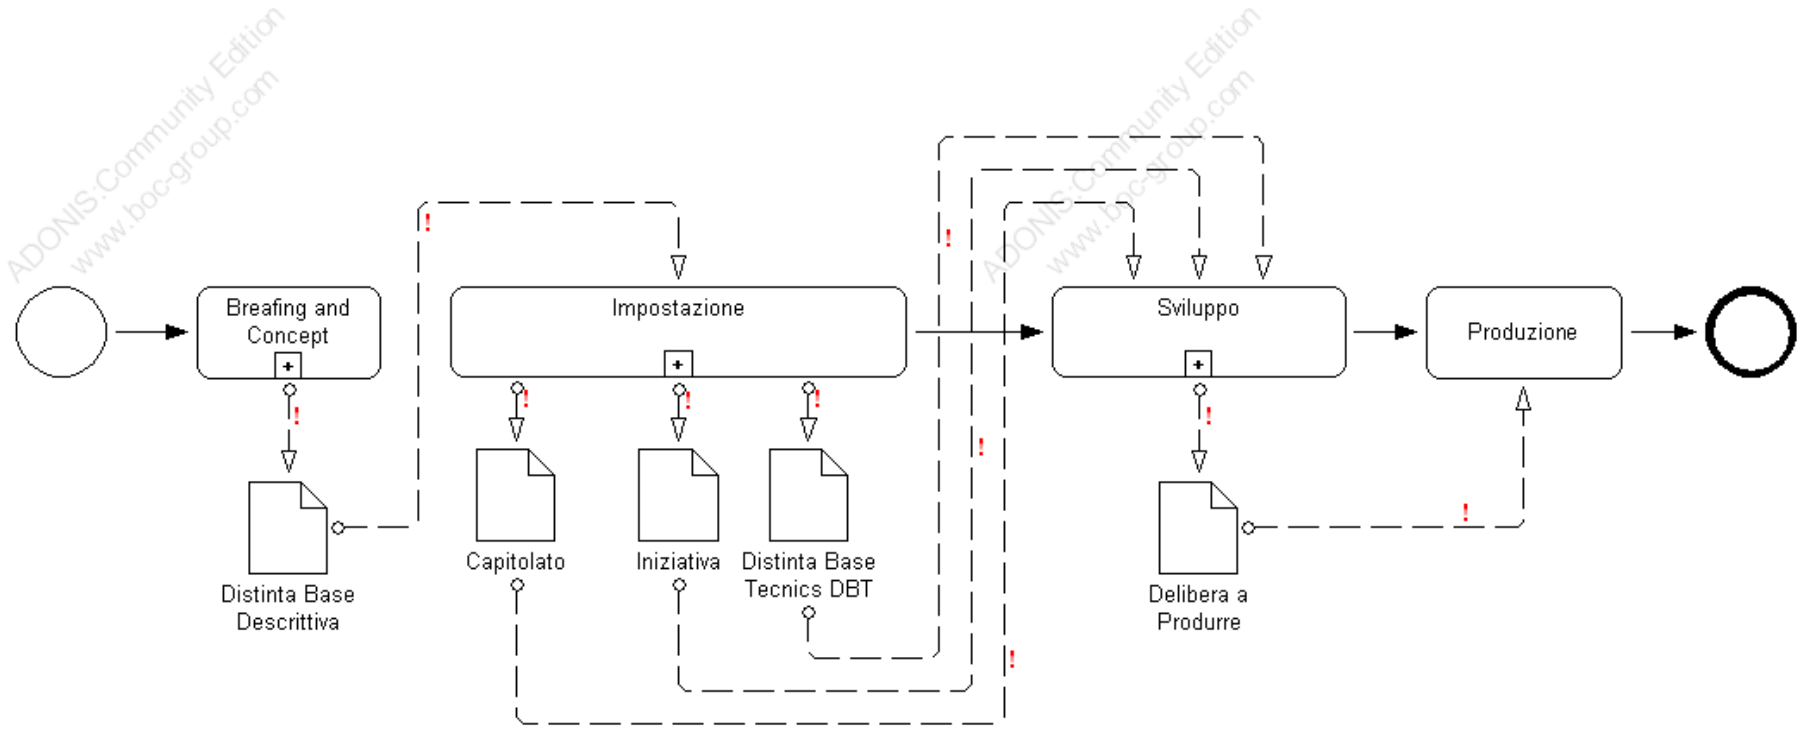 ADONIS:Community Edition
www.boc-group.com
ADONIS:Community Edition
www.boc-group.com
!
!
Breafing and
Concept
+
Impostazione
+
Sviluppo
+
Produzione
!
!
!
!
!
!
Capitolato
Iniziativa
Distinta Base
Tecnics DBT
!
Distinta Base
Descrittiva
Delibera a
Produrre
!